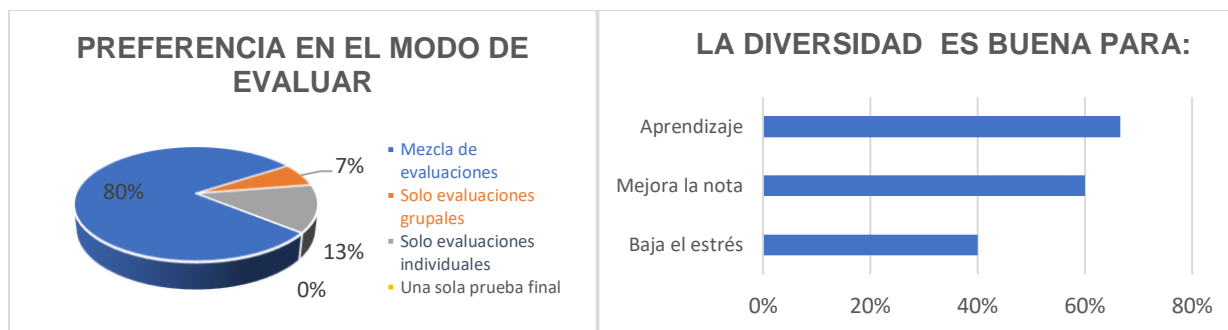 PREFERENCIA EN EL MODO DE
EVALUAR
80%
7%
13%
0%
Mezcla de
evaluaciones
Solo evaluaciones
grupales
Solo evaluaciones
individuales
Una sola prueba final
LA DIVERSIDAD ES BUENA PARA:
Aprendizaje
Mejora la nota
Baja el estrés
0% 20% 40% 60% 80%